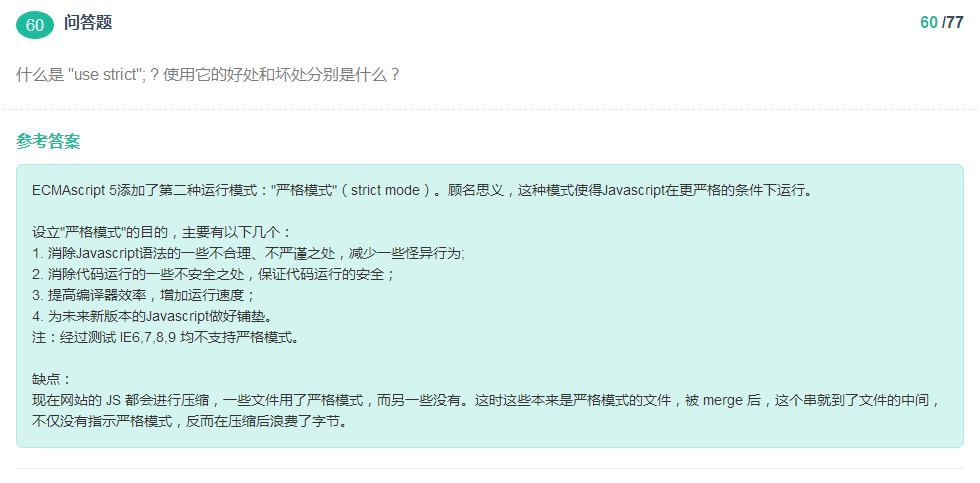 60 问答题 60 /77
什么是 "use strict"; ? 使用它的好处和坏处分别是什么？
参考答案
ECMAscript 5添加了第二种运行模式："严格模式"（strict mode）。顾名思义，这种模式使得Javascript在更严格的条件下运行。
设立"严格模式"的目的，主要有以下几个：
1. 消除Javascript语法的一些不合理、不严谨之处，减少一些怪异行为;
2. 消除代码运行的一些不安全之处，保证代码运行的安全；
3. 提高编译器效率，增加运行速度；
4. 为未来新版本的Javascript做好铺垫。
注：经过测试 IE6,7,8,9 均不支持严格模式。
缺点：
现在网站的 JS 都会进行压缩，一些文件用了严格模式，而另一些没有。这时这些本来是严格模式的文件，被 merge 后，这个串就到了文件的中间，
不仅没有指示严格模式，反而在压缩后浪费了字节。